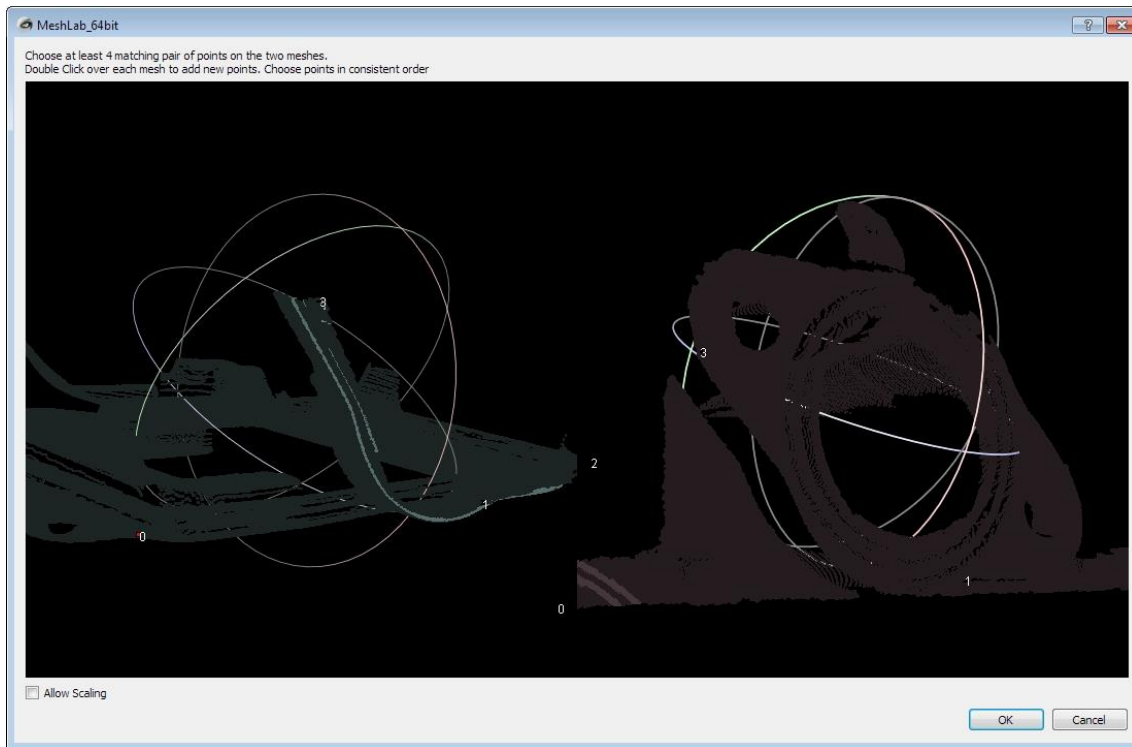 MeshLab_64bit
Choose at least 4 matching pair of points on the two meshes.
Double Click over each mesh to add new points. Choose points in consistent order
3
3
2
1
0
1
0
Allow Scaling
OK Cancel